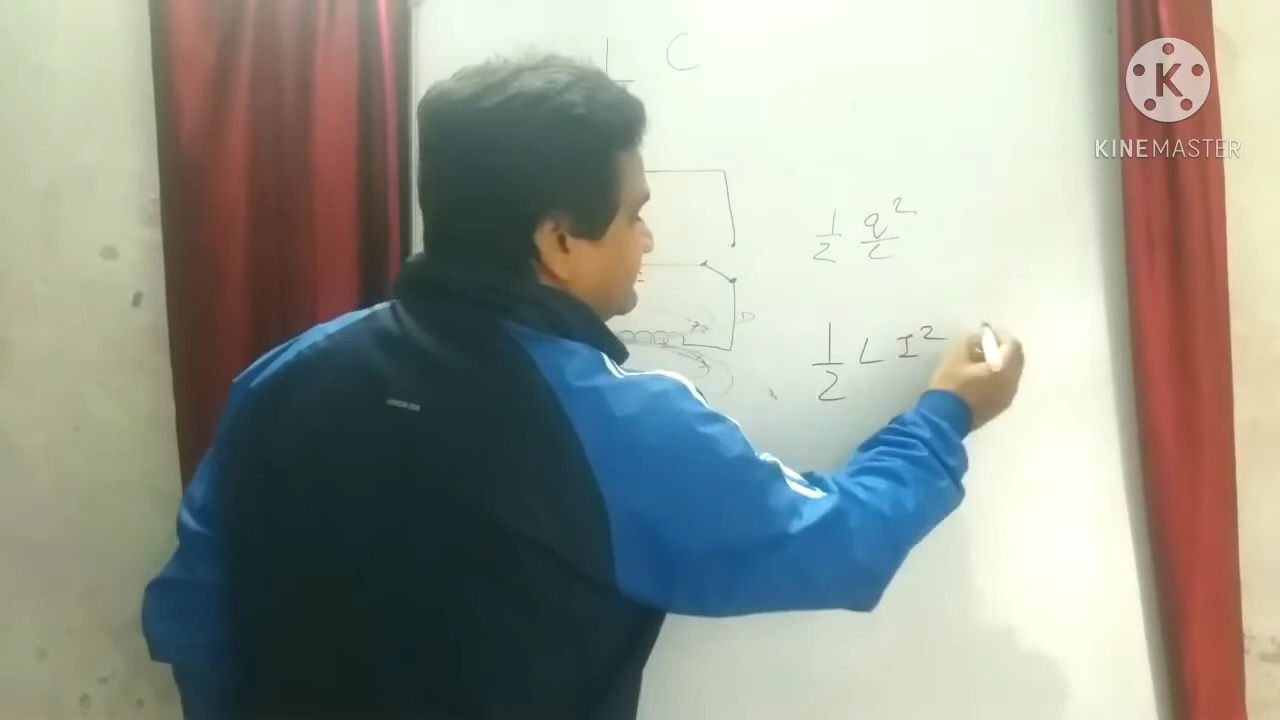 L C
K
KINEMASTER
1/2 q²/c
D
1/2 L I²